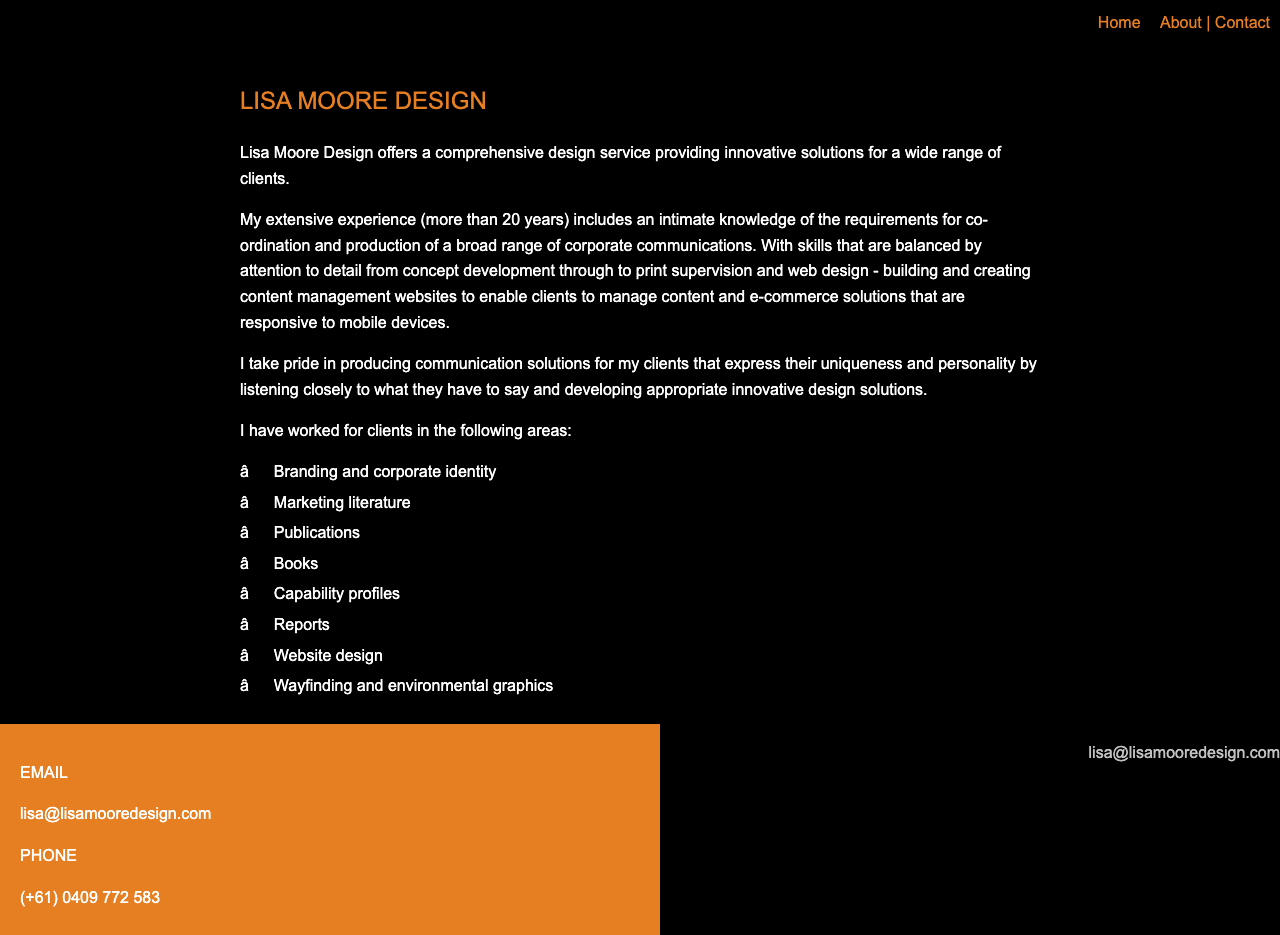 Home About | Contact
LISA MOORE DESIGN
Lisa Moore Design offers a comprehensive design service providing innovative solutions for a wide range of
clients.
My extensive experience (more than 20 years) includes an intimate knowledge of the requirements for co-
ordination and production of a broad range of corporate communications. With skills that are balanced by
attention to detail from concept development through to print supervision and web design - building and creating
content management websites to enable clients to manage content and e-commerce solutions that are
responsive to mobile devices.
I take pride in producing communication solutions for my clients that express their uniqueness and personality by
listening closely to what they have to say and developing appropriate innovative design solutions.
I have worked for clients in the following areas:
â Branding and corporate identity
â Marketing literature
â Publications
â Books
â Capability profiles
â Reports
â Website design
â Wayfinding and environmental graphics
EMAIL
lisa@lisamooredesign.com
PHONE
(+61) 0409 772 583
lisa@lisamooredesign.com